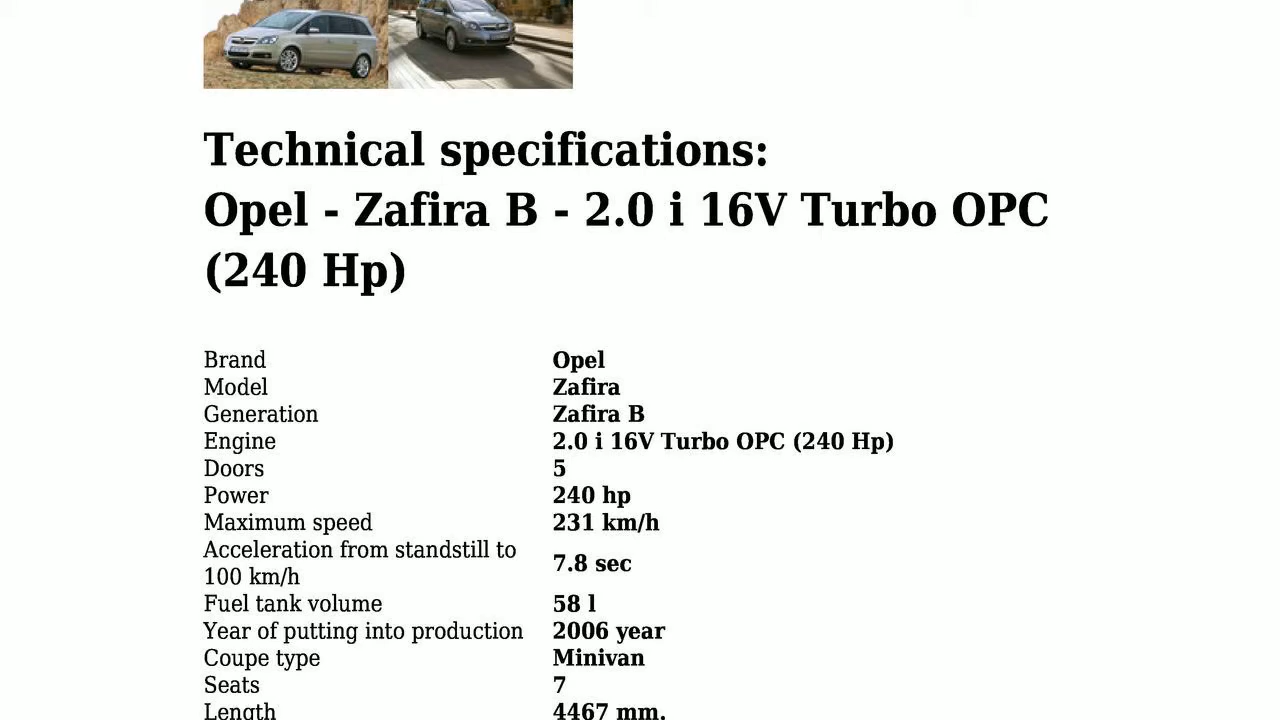 Technical specifications:
Opel - Zafira B - 2.0 i 16V Turbo OPC
(240 Hp)
Brand Opel
Model Zafira
Generation Zafira B
Engine 2.0 i 16V Turbo OPC (240 Hp)
Doors 5
Power 240 hp
Maximum speed 231 km/h
Acceleration from standstill to
100 km/h 7.8 sec
Fuel tank volume 58 l
Year of putting into production 2006 year
Coupe type Minivan
Seats 7
Length 4467 mm.